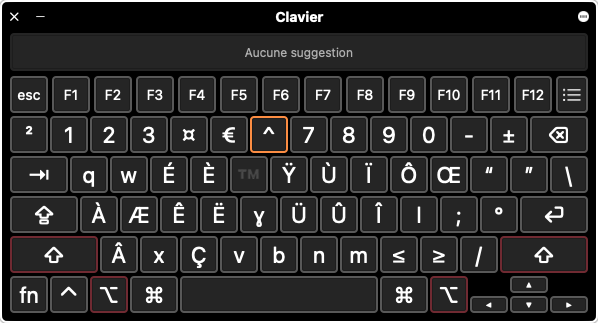 Clavier
Aucune suggestion
esc F1 F2 F3 F4 F5 F6 F7 F8 F9 F10 F11 F12
² 1 2 3 ¤ € ^ 7 8 9 0 - ±
q w É È ™ Ÿ Ù Ï Ô Œ “ ” \
À Æ Ê Ë ɣ Ü Û Î I ; °
Â x Ç v b n m ≤ ≥ /
fn ^ ⌥ ⌘ ⌘ ⌥